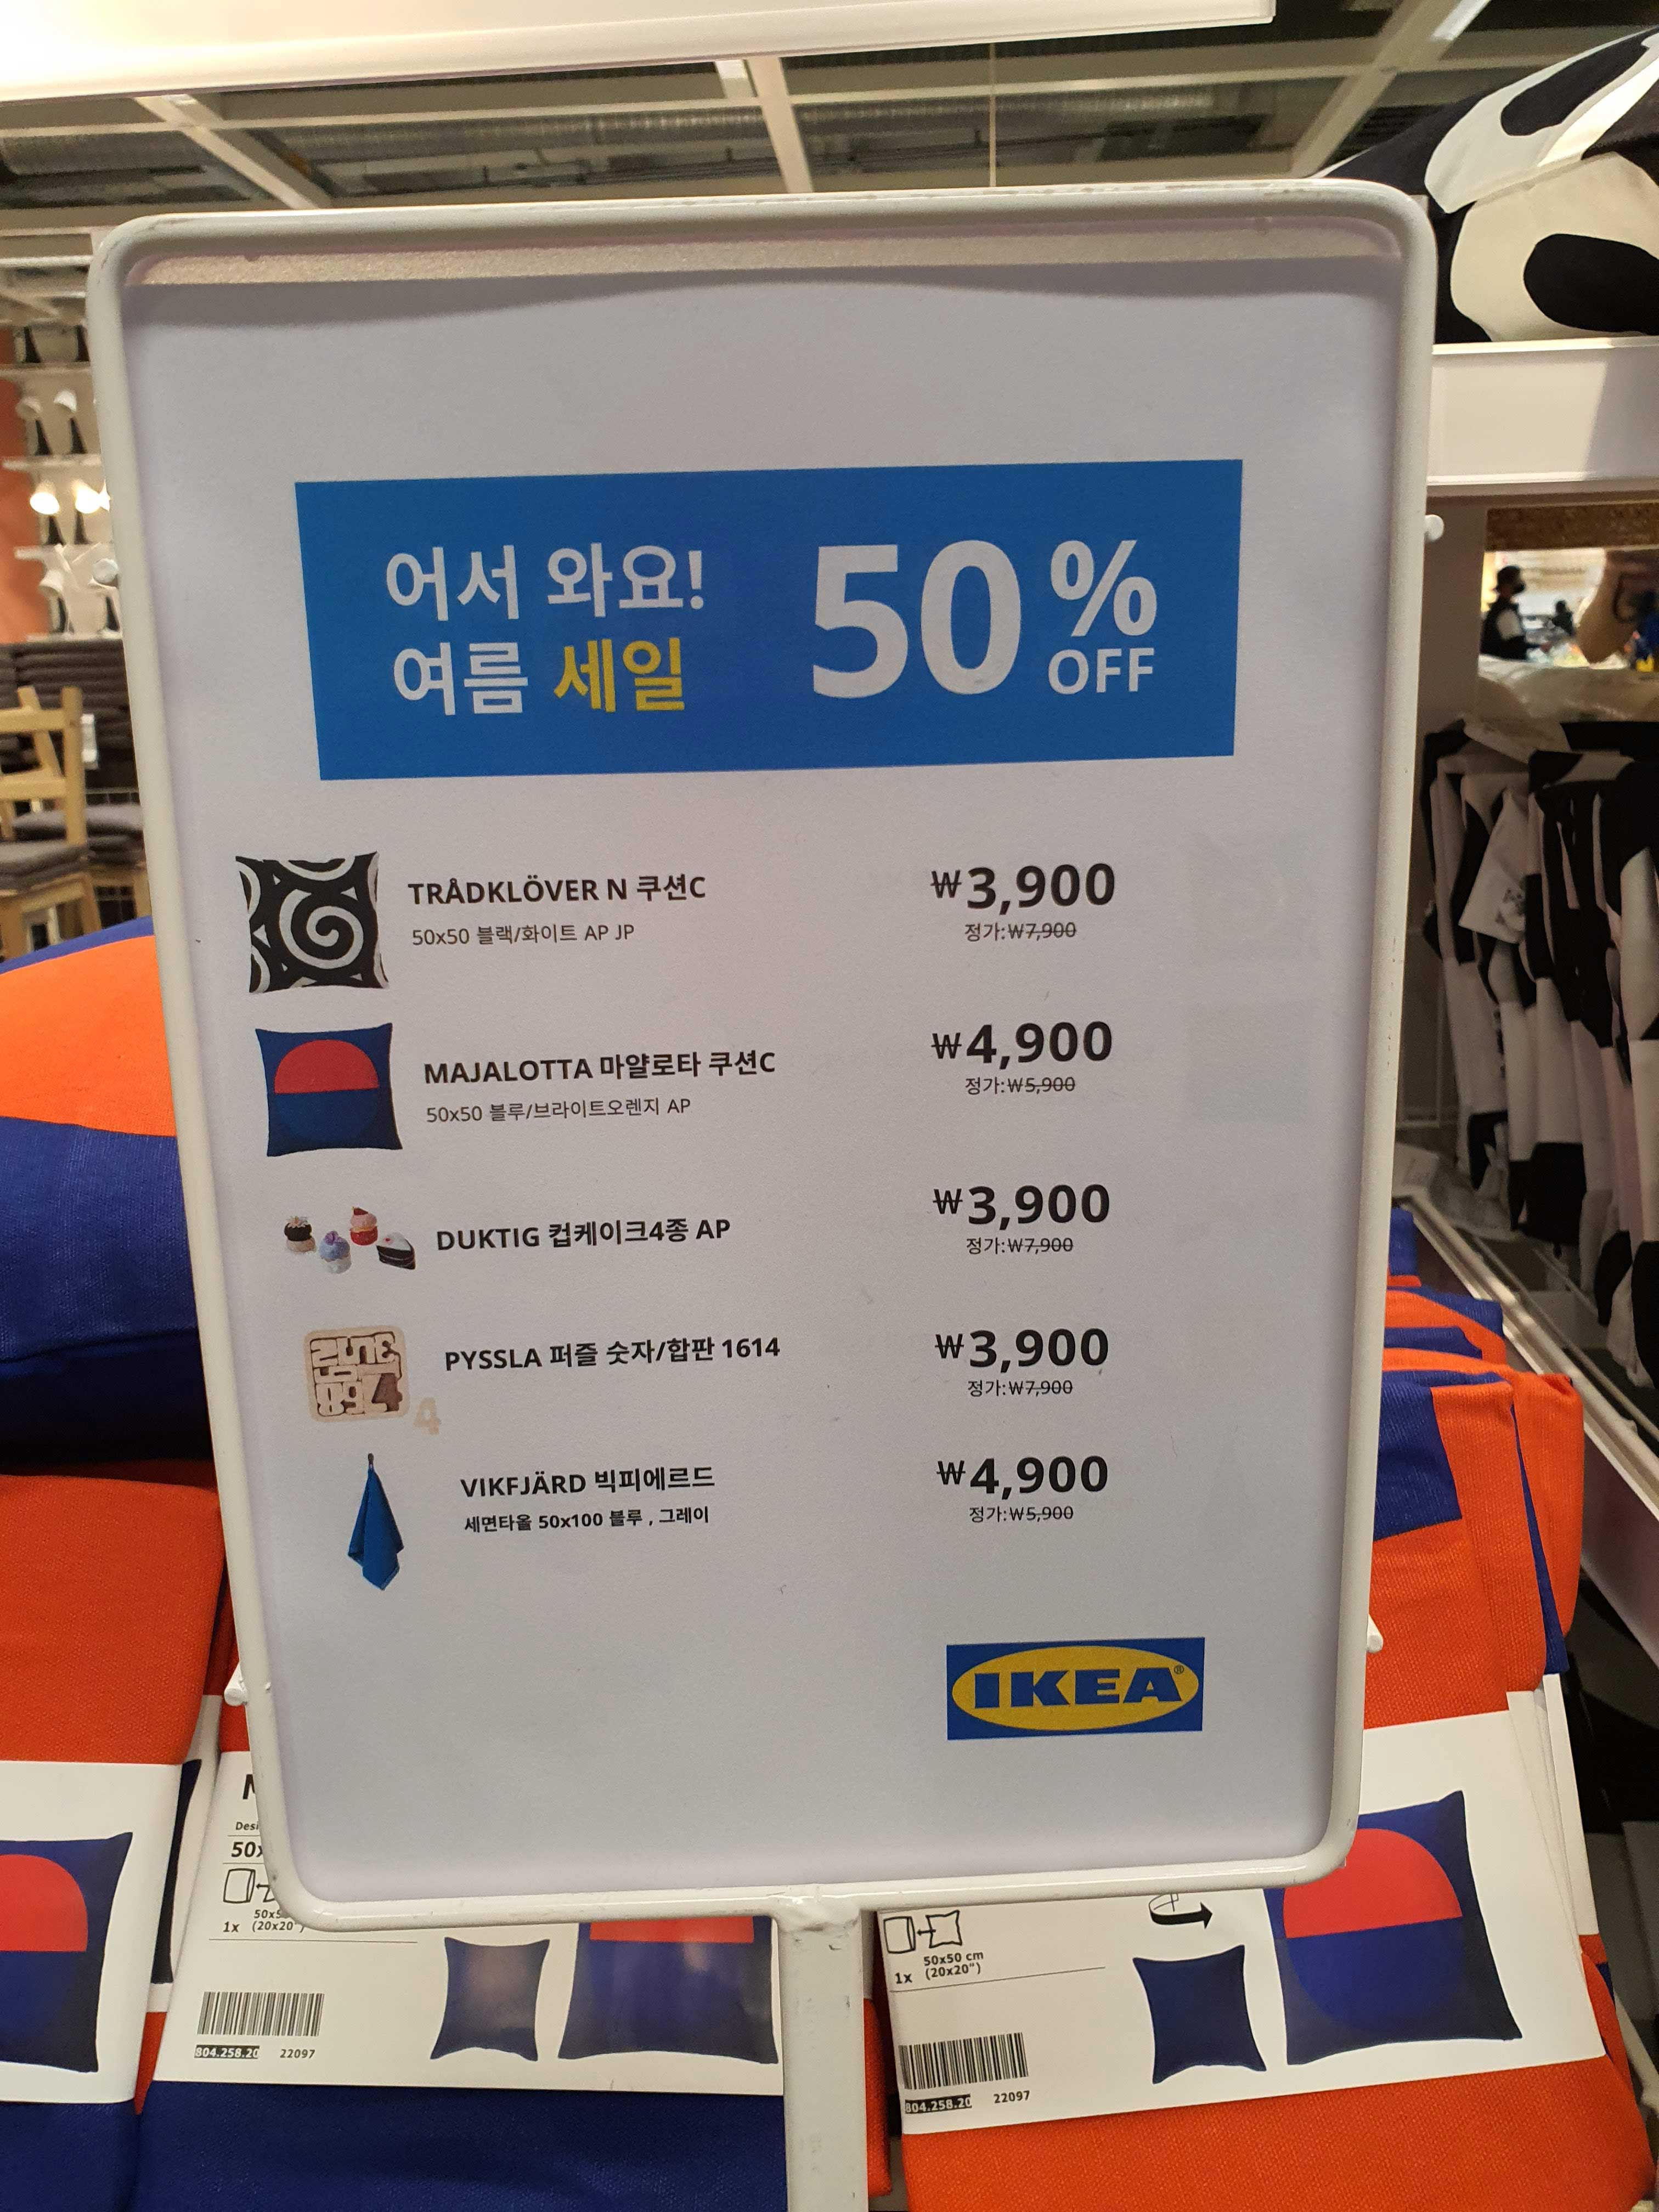 어서 와요!
여름 세일
50%
OFF
TRÅDKLÖVER N 쿠션C
50x50 블랙/화이트 AP JP
₩3,900
정가:₩7,900
MAJALOTTA 마얄로타 쿠션C
50x50 블루/브라이트오렌지 AP
₩4,900
정가:₩5,900
DUKTIG 컵케이크4종 AP
₩3,900
정가:₩7,900
PYSSLA 퍼즐 숫자/합판 1614
₩3,900
정가:₩7,900
VIKFJÄRD 빅피에르드
세면타올 50x100 블루 , 그레이
₩4,900
정가:₩5,900
IKEA®
1x (20x20")
804.258.20 22097
50x50 cm
1x (20x20")
804.258.20 22097